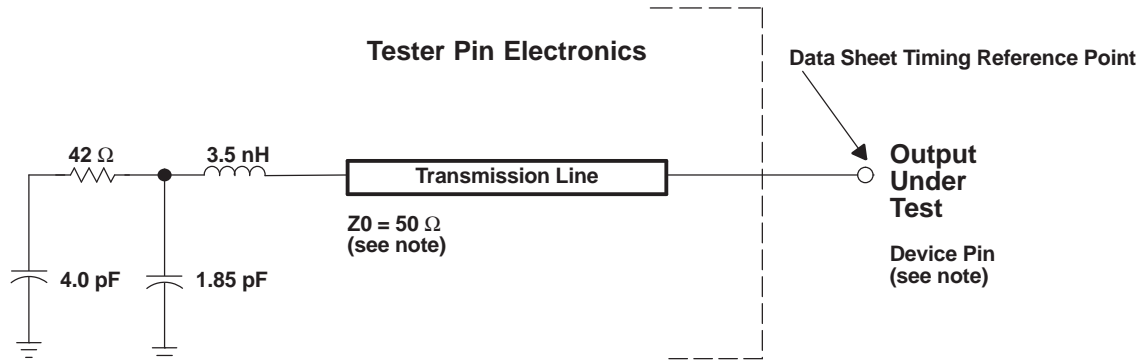 Tester Pin Electronics
Data Sheet Timing Reference Point
42 Ω
3.5 nH
Transmission Line
Output
Under
Test
Z0 = 50 Ω
(see note)
Device Pin
(see note)
4.0 pF
1.85 pF